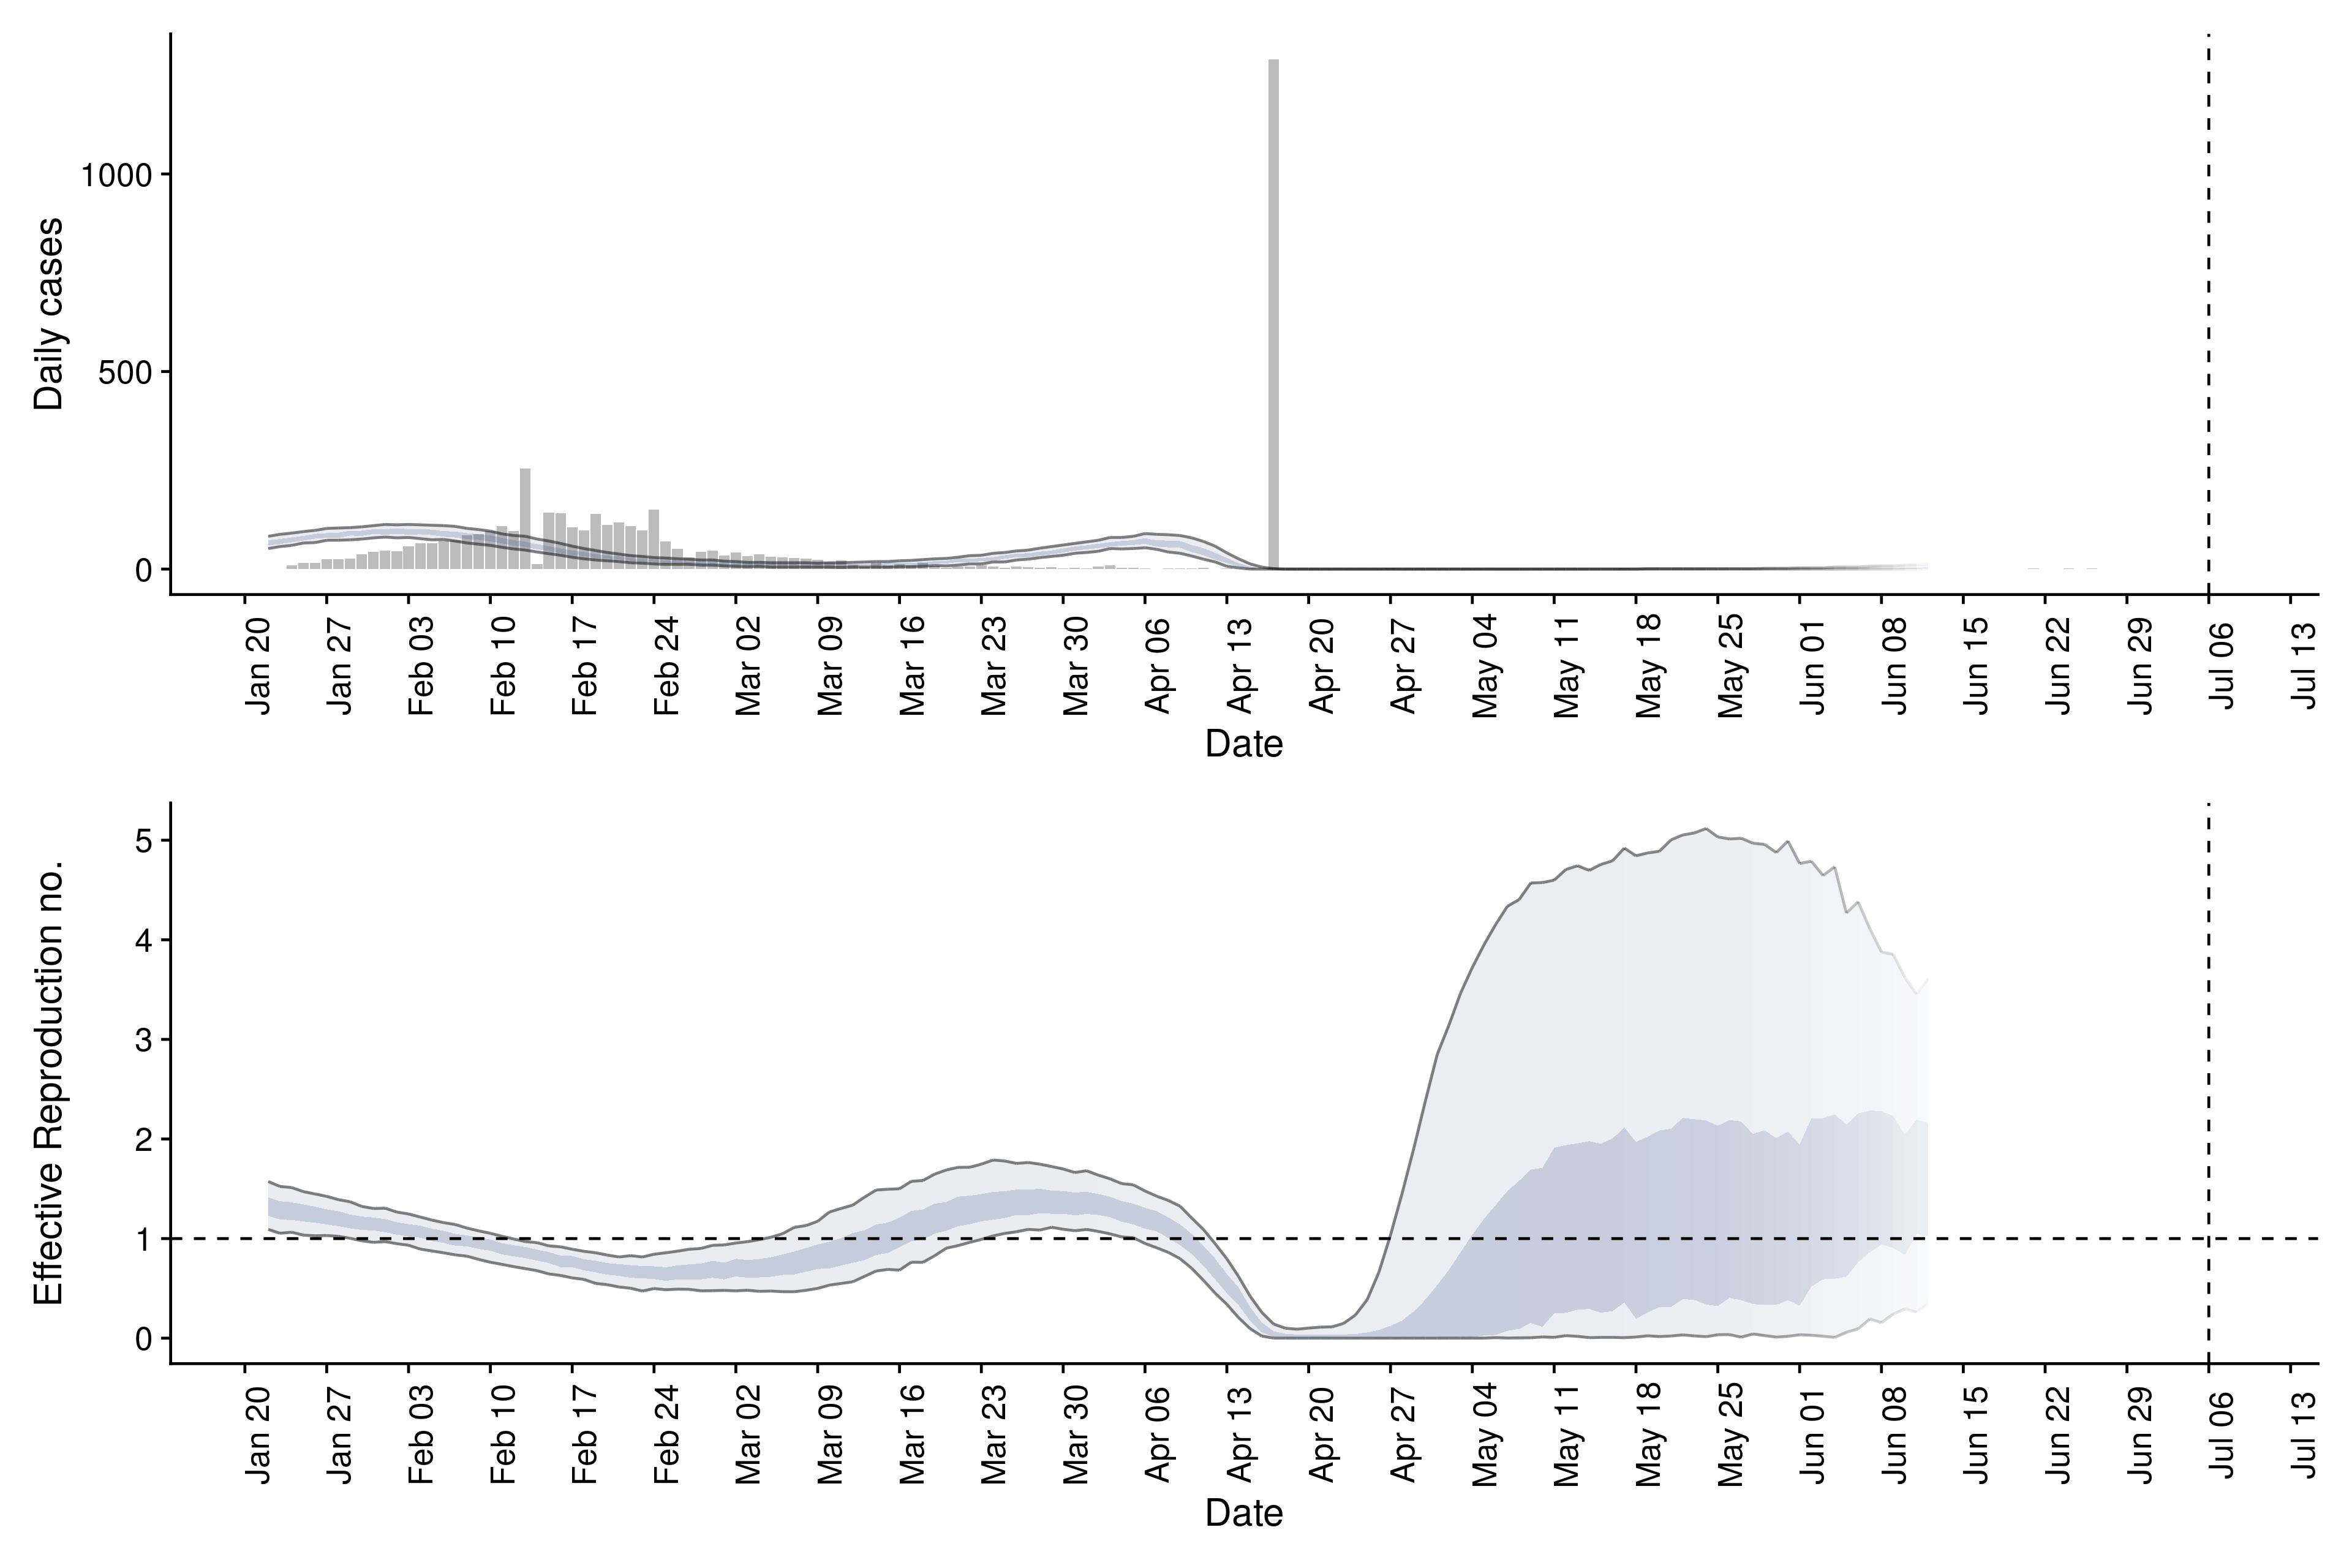 Daily cases
1000
500
0
Jan 20
Jan 27
Feb 03
Feb 10
Feb 17
Feb 24
Mar 02
Mar 09
Mar 16
Mar 23
Mar 30
Apr 06
Apr 13
Apr 20
Apr 27
May 04
May 11
May 18
May 25
Jun 01
Jun 08
Jun 15
Jun 22
Jun 29
Jul 06
Jul 13
Date
Effective Reproduction no.
5
4
3
2
1
0
Jan 20
Jan 27
Feb 03
Feb 10
Feb 17
Feb 24
Mar 02
Mar 09
Mar 16
Mar 23
Mar 30
Apr 06
Apr 13
Apr 20
Apr 27
May 04
May 11
May 18
May 25
Jun 01
Jun 08
Jun 15
Jun 22
Jun 29
Jul 06
Jul 13
Date